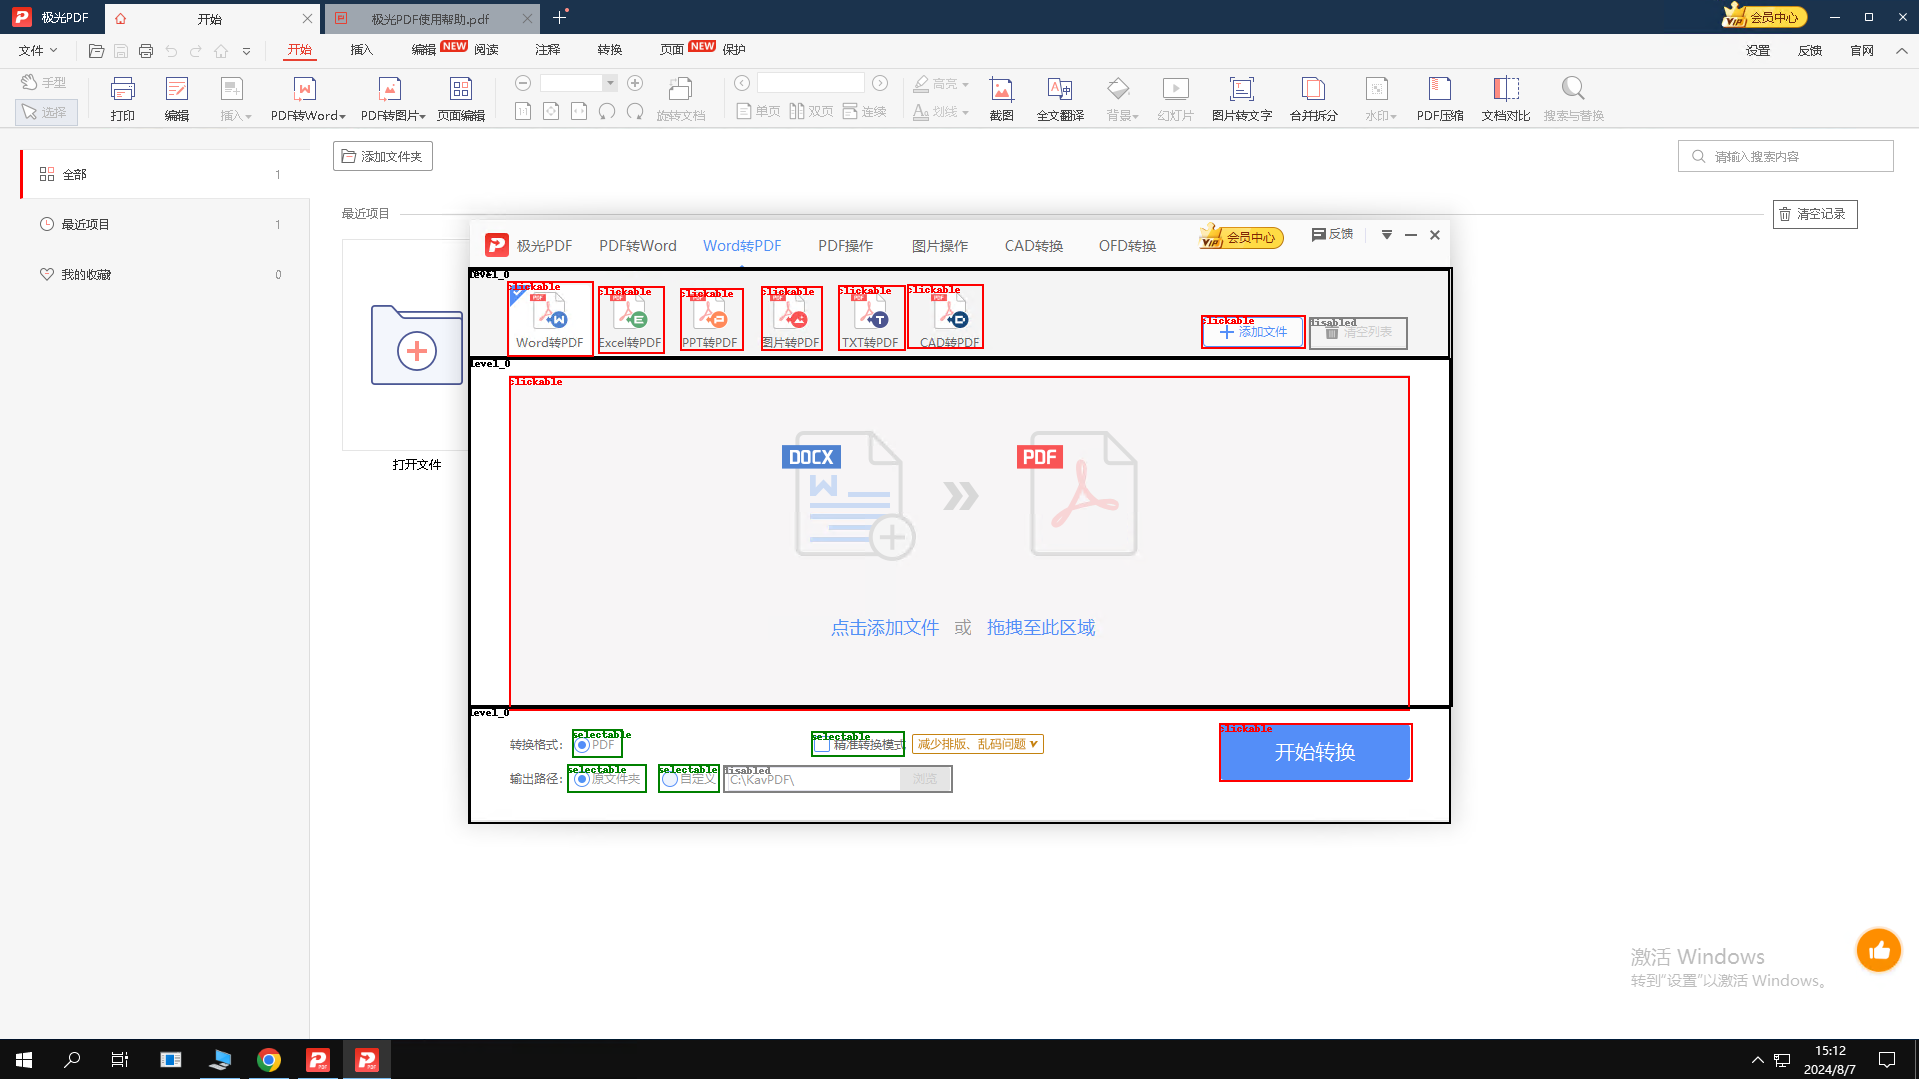 极光PDF
开始
极光PDF使用帮助.pdf
VIP 会员中心
文件
开始
插入
编辑
NEW
阅读
注释
转换
页面
NEW
保护
设置
反馈
官网
手型
选择
打印
编辑
插入
PDF转Word
PDF转图片
页面编辑
1:1
旋转文档
单页
双页
连续
高亮
划线
截图
全文翻译
背景
幻灯片
图片转文字
合并拆分
水印
PDF压缩
文档对比
搜索与替换
全部 1
最近项目 1
我的收藏 0
添加文件夹
请输入搜索内容
最近项目
清空记录
打开文件
极光PDF
PDF转Word
Word转PDF
PDF操作
图片操作
CAD转换
OFD转换
VIP 会员中心
反馈
level_0
clickable
Word转PDF
clickable
Excel转PDF
clickable
PPT转PDF
clickable
图片转PDF
clickable
TXT转PDF
clickable
CAD转PDF
clickable
添加文件
disabled
清空列表
level_0
clickable
DOCX
W
PDF
点击添加文件 或 拖拽至此区域
level_0
转换格式:
selectable
PDF
selectable
精准转换模式
减少排版、乱码问题
clickable
开始转换
输出路径:
selectable
原文件夹
selectable
自定义
disabled
C:\KavPDF\
浏览
激活 Windows
转到"设置"以激活 Windows。
15:12
2024/8/7